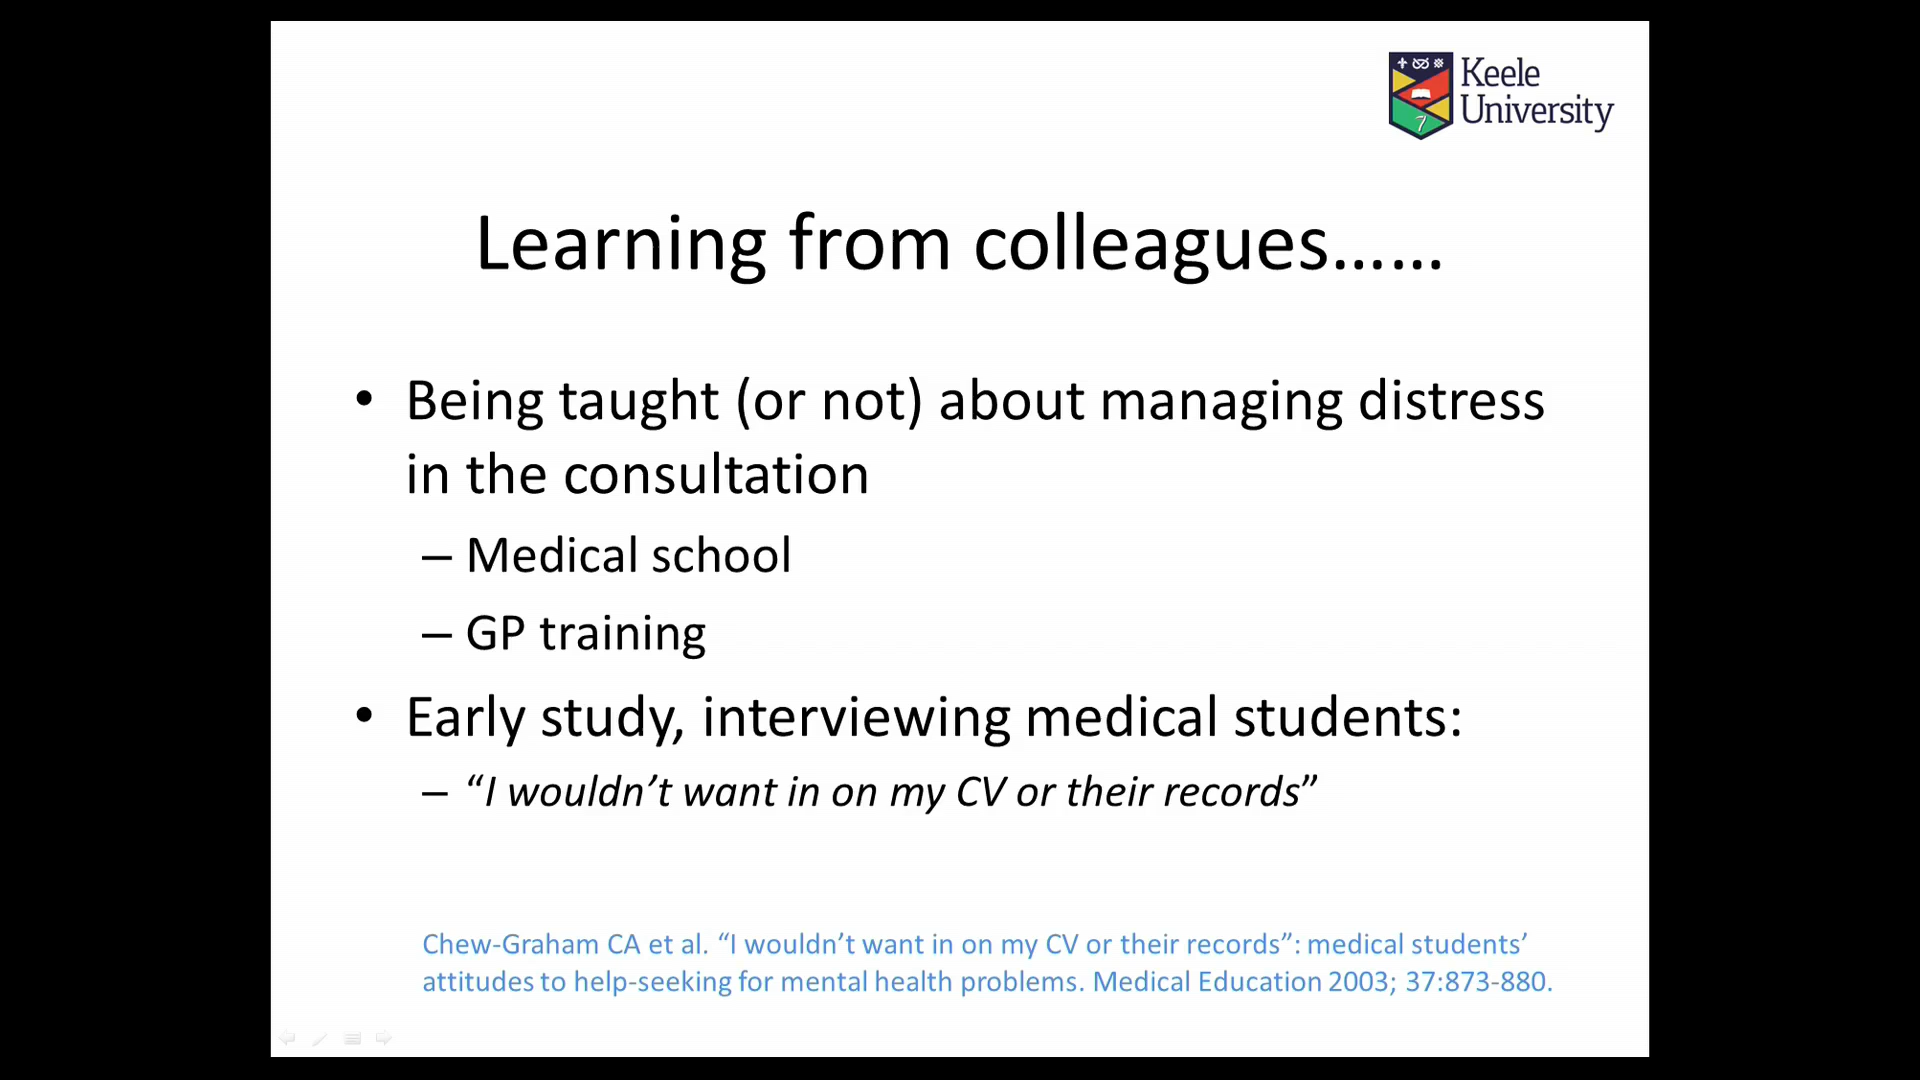 Keele
University
Learning from colleagues……
• Being taught (or not) about managing distress
in the consultation
– Medical school
– GP training
• Early study, interviewing medical students:
– “I wouldn’t want in on my CV or their records”
Chew-Graham CA et al. “I wouldn’t want in on my CV or their records”: medical students’
attitudes to help-seeking for mental health problems. Medical Education 2003; 37:873-880.